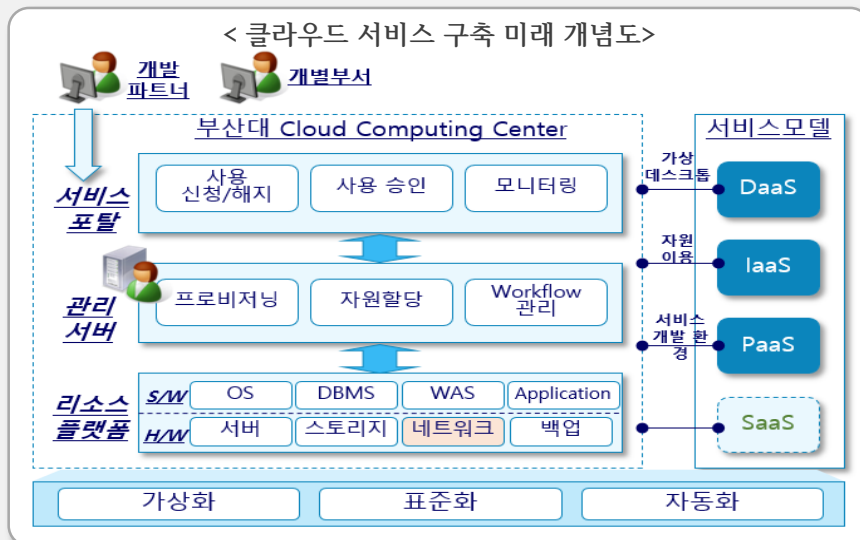 < 클라우드 서비스 구축 미래 개념도>
개발
파트너
개별부서
부산대 Cloud Computing Center
서비스모델
서비스
포탈
사용
신청/해지
사용 승인
모니터링
가상
데스크톱
DaaS
관리
서버
프로비저닝
자원할당
Workflow
관리
자원
이용
IaaS
서비스
개발 환
경
PaaS
리소스
플랫폼
S/W
OS
DBMS
WAS
Application
H/W
서버
스토리지
네트워크
백업
SaaS
가상화
표준화
자동화